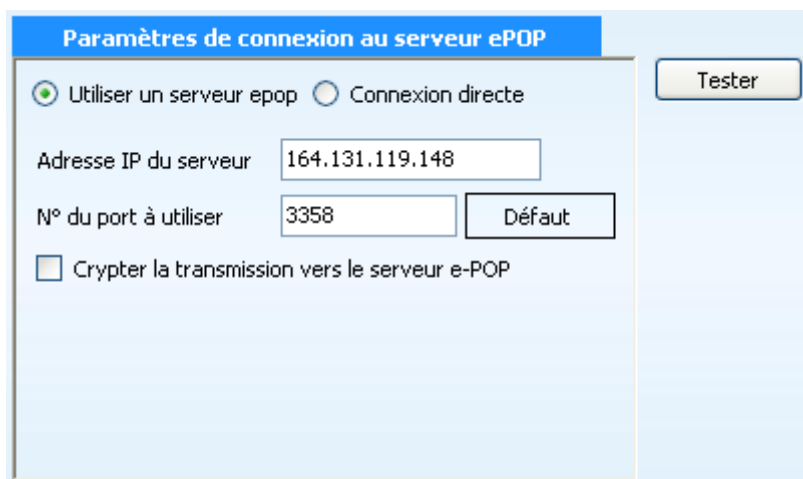 Paramètres de connexion au serveur ePOP
Utiliser un serveur epop Connexion directe
Tester
Adresse IP du serveur 164.131.119.148
N° du port à utiliser 3358 Défaut
Crypter la transmission vers le serveur e-POP